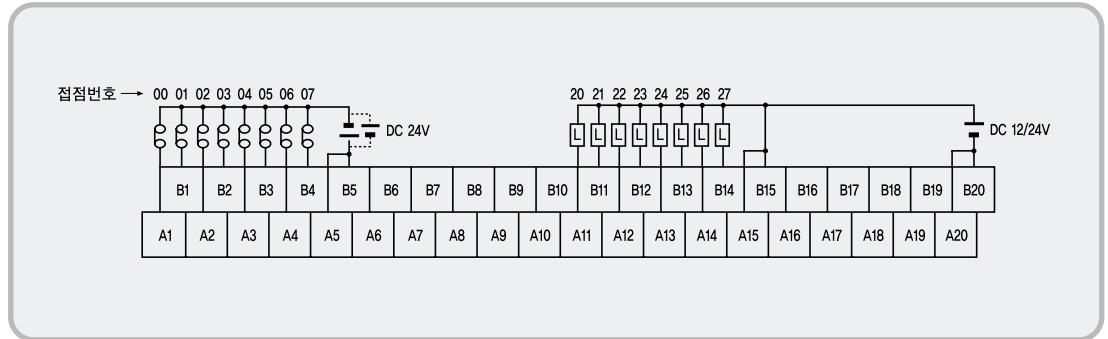 접점번호 00 01 02 03 04 05 06 07 20 21 22 23 24 25 26 27
DC 24V DC 12/24V
L L L L L L L L
B1 B2 B3 B4 B5 B6 B7 B8 B9 B10 B11 B12 B13 B14 B15 B16 B17 B18 B19 B20
A1 A2 A3 A4 A5 A6 A7 A8 A9 A10 A11 A12 A13 A14 A15 A16 A17 A18 A19 A20